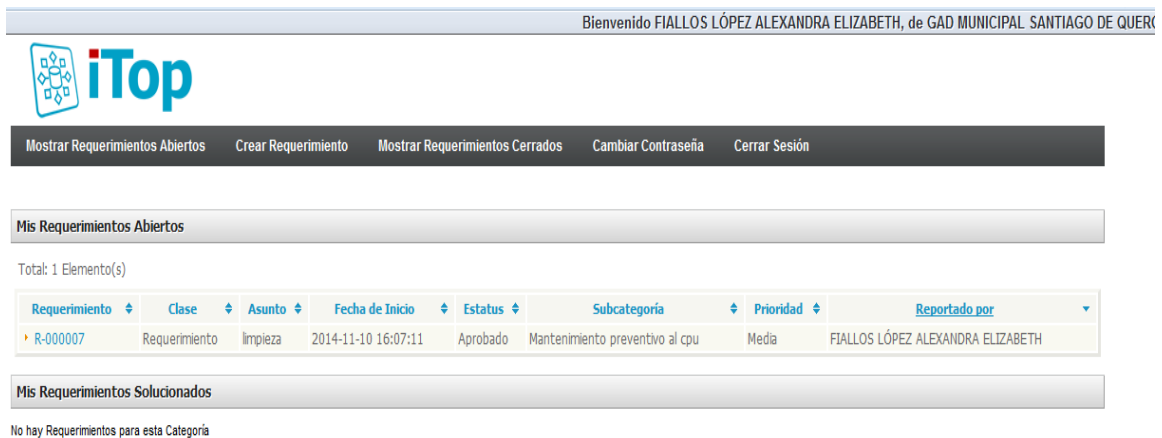 Bienvenido FIALLOS LÓPEZ ALEXANDRA ELIZABETH, de GAD MUNICIPAL SANTIAGO DE QUERO
iTop
Mostrar Requerimientos Abiertos Crear Requerimiento Mostrar Requerimientos Cerrados Cambiar Contraseña Cerrar Sesión
Mis Requerimientos Abiertos
Total: 1 Elemento(s)
Requerimiento Clase Asunto Fecha de Inicio Estatus Subcategoría Prioridad Reportado por
R-000007 Requerimiento limpieza 2014-11-10 16:07:11 Aprobado Mantenimiento preventivo al cpu Media FIALLOS LÓPEZ ALEXANDRA ELIZABETH
Mis Requerimientos Solucionados
No hay Requerimientos para esta Categoría